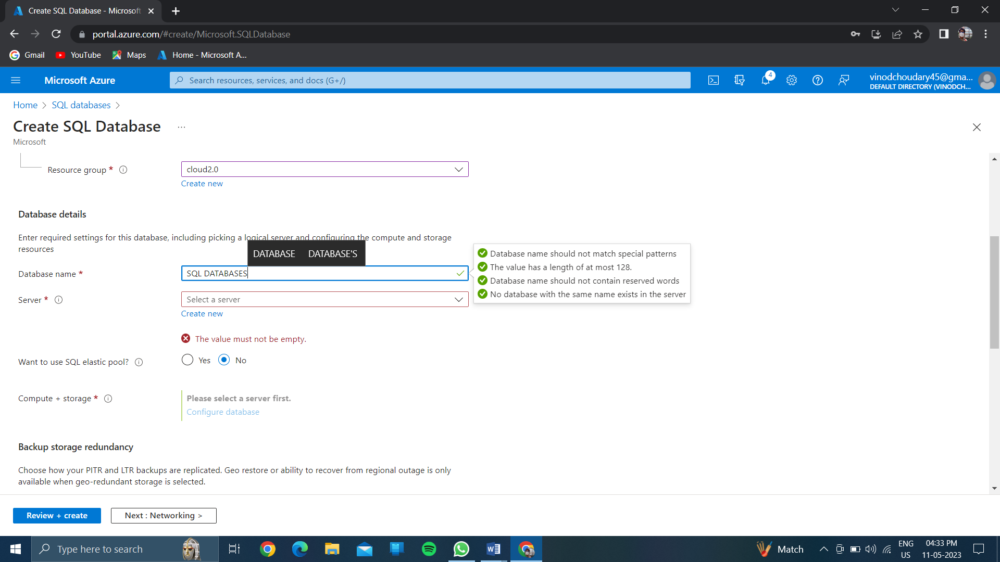 Create SQL Database - Microsoft
portal.azure.com/#create/Microsoft.SQLDatabase
Gmail
YouTube
Maps
Home - Microsoft A...
Microsoft Azure
Search resources, services, and docs (G+/)
4
vinodchoudary45@gma...
DEFAULT DIRECTORY (VINODCH...
Home > SQL databases >
Create SQL Database ...
Microsoft
Resource group *
cloud2.0
Create new
Database details
Enter required settings for this database, including picking a logical server and configuring the compute and storage
resources
DATABASE DATABASE'S
Database name *
SQL DATABASES
Database name should not match special patterns
The value has a length of at most 128.
Database name should not contain reserved words
No database with the same name exists in the server
Server *
Select a server
Create new
The value must not be empty.
Want to use SQL elastic pool?
Yes
No
Compute + storage *
Please select a server first.
Configure database
Backup storage redundancy
Choose how your PITR and LTR backups are replicated. Geo restore or ability to recover from regional outage is only
available when geo-redundant storage is selected.
Review + create
Next : Networking >
Type here to search
Match
ENG
US
04:33 PM
11-05-2023